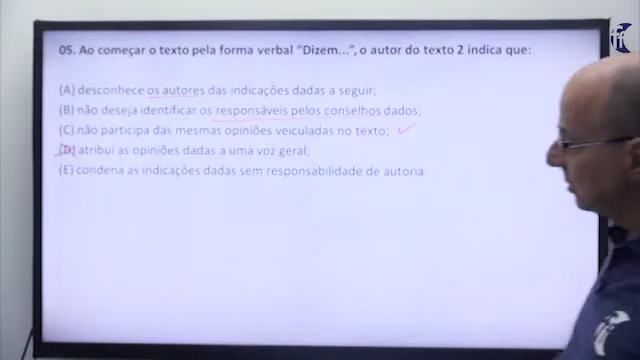 05. Ao começar o texto pela forma verbal "Dizem...", o autor do texto 2 indica que:
(A) desconhece os autores das indicações dadas a seguir;
(B) não deseja identificar os responsáveis pelos conselhos dados;
(C) não participa das mesmas opiniões veiculadas no texto;
(D) atribui as opiniões dadas a uma voz geral;
(E) condena as indicações dadas sem responsabilidade de autoria.